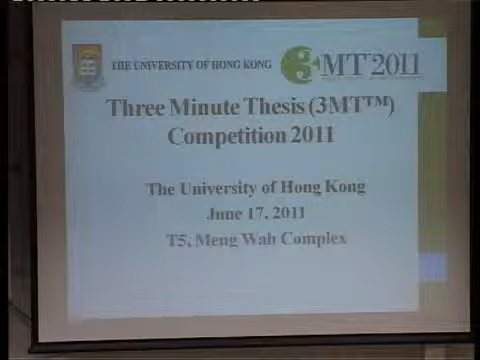 THE UNIVERSITY OF HONG KONG
3MT 2011
Three Minute Thesis (3MT™)
Competition 2011
The University of Hong Kong
June 17, 2011
T5, Meng Wah Complex